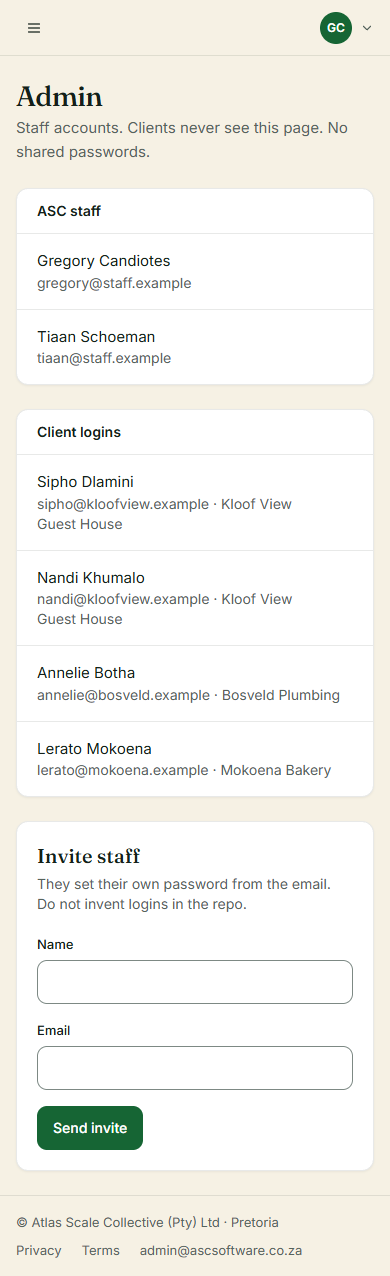 GC
Admin
Staff accounts. Clients never see this page. No
shared passwords.
ASC staff
Gregory Candiotes
gregory@staff.example
Tiaan Schoeman
tiaan@staff.example
Client logins
Sipho Dlamini
sipho@kloofview.example · Kloof View
Guest House
Nandi Khumalo
nandi@kloofview.example · Kloof View
Guest House
Annelie Botha
annelie@bosveld.example · Bosveld Plumbing
Lerato Mokoena
lerato@mokoena.example · Mokoena Bakery
Invite staff
They set their own password from the email.
Do not invent logins in the repo.
Name
Email
Send invite
© Atlas Scale Collective (Pty) Ltd · Pretoria
Privacy Terms admin@ascsoftware.co.za